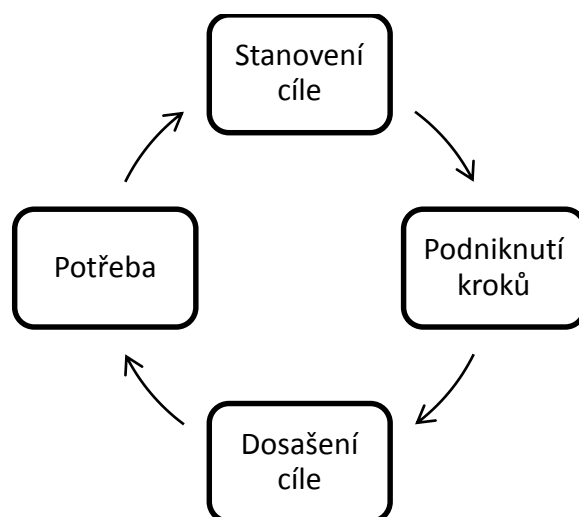 Stanovení
cíle
Potřeba
Podniknutí
kroků
Dosašení
cíle